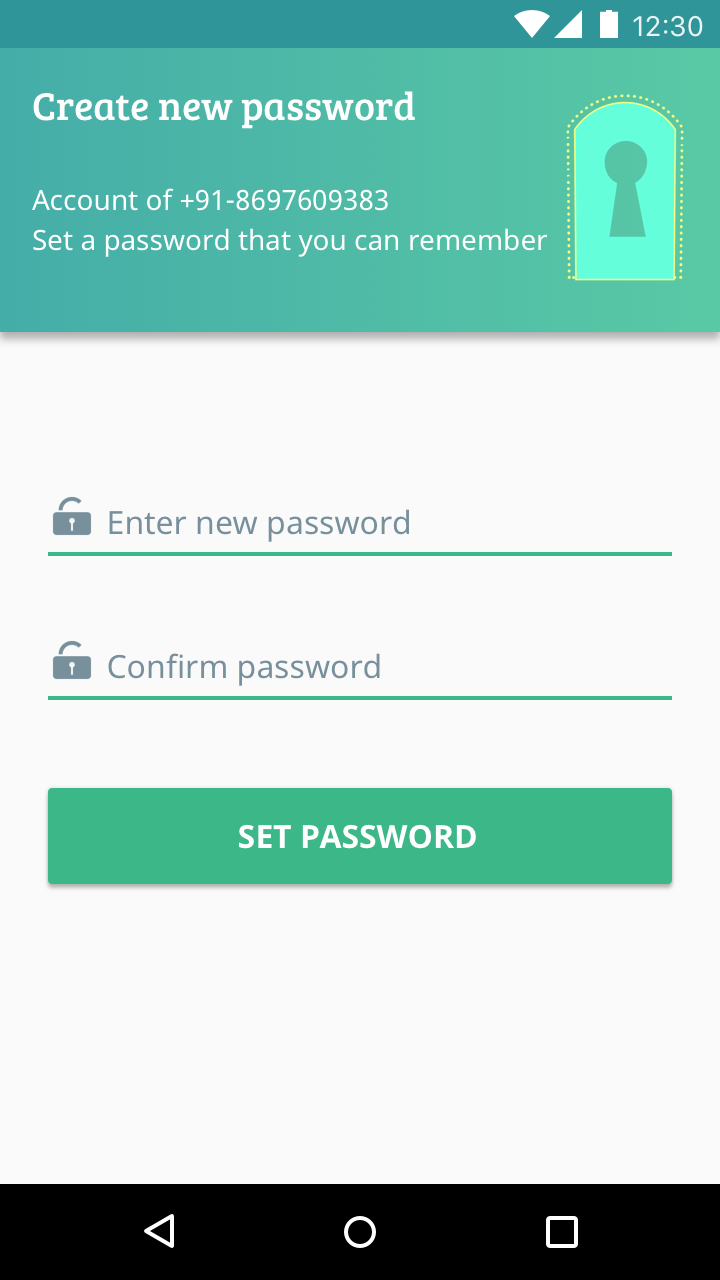 12:30
Create new password
Account of +91-8697609383
Set a password that you can remember
Enter new password
Confirm password
SET PASSWORD